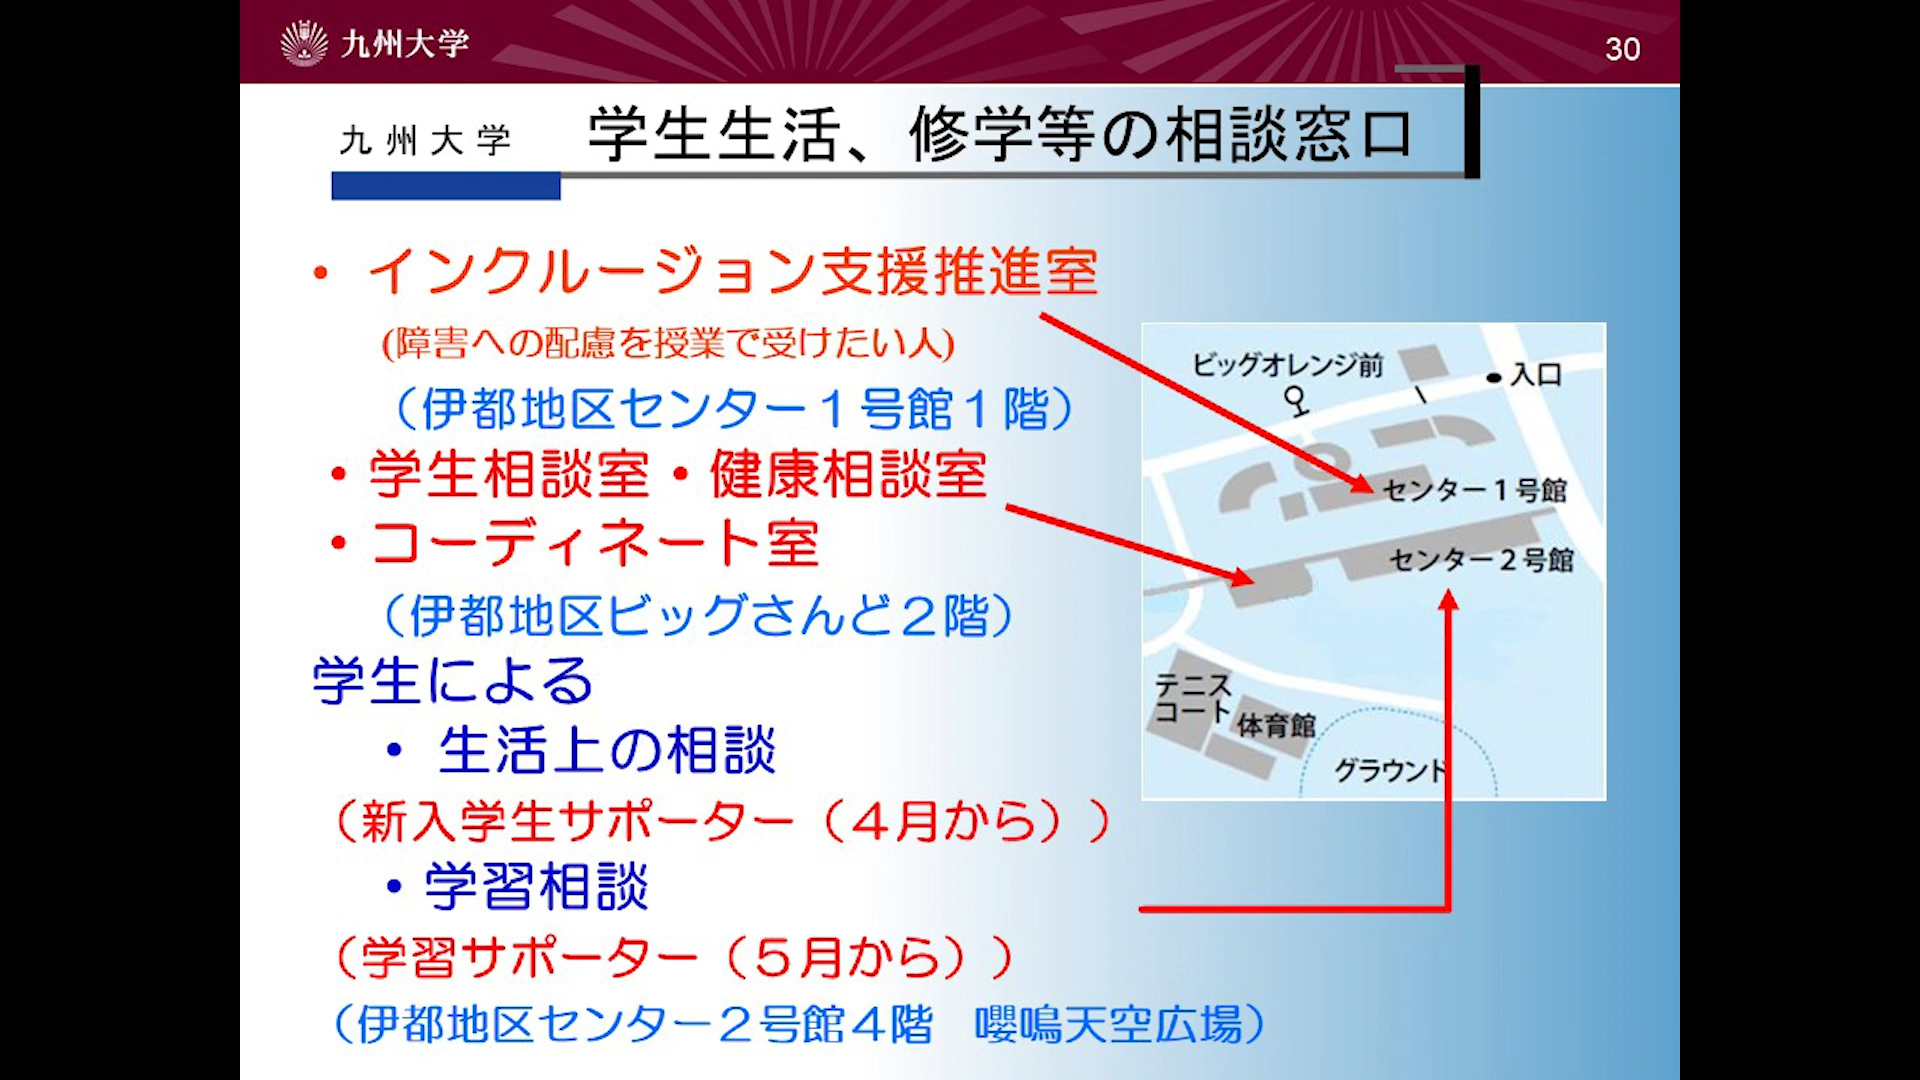 九州大学
30
九州大学 学生生活、修学等の相談窓口
・ インクルージョン支援推進室
(障害への配慮を授業で受けたい人)
（伊都地区センター１号館１階）
・学生相談室・健康相談室
・コーディネート室
（伊都地区ビッグさんど２階）
学生による
・ 生活上の相談
（新入学生サポーター（４月から））
・学習相談
（学習サポーター（５月から））
（伊都地区センター２号館４階　嚶鳴天空広場）
ビッグオレンジ前
入口
センター１号館
センター２号館
テニス
コート
体育館
グラウンド